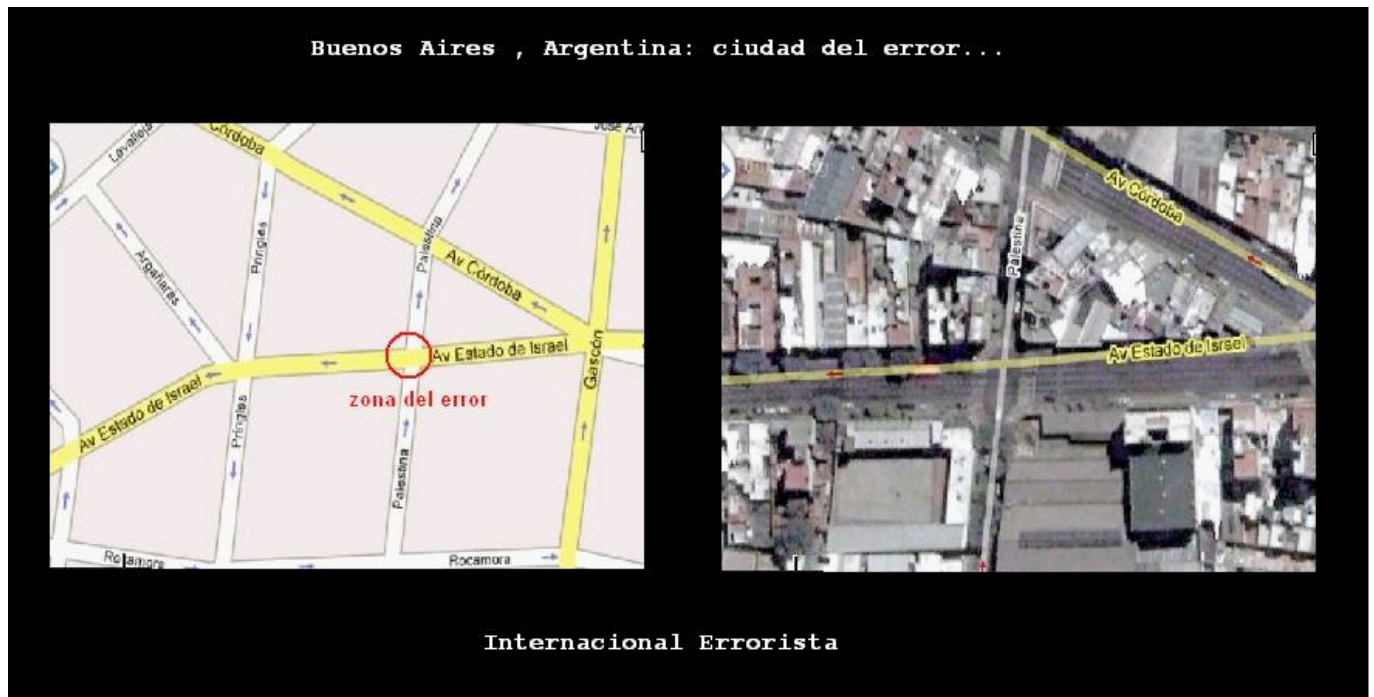 Buenos Aires , Argentina: ciudad del error...
Lavalleja
Córdoba
Pringles
Palestina
Av Córdoba
Argañaras
Av Estado de Israel
Gascón
zona del error
Av Estado de Israel
Pringles
Palestina
Rocamora
Rocamora
Av Córdoba
Palestina
Av Estado de Israel
Internacional Errorista